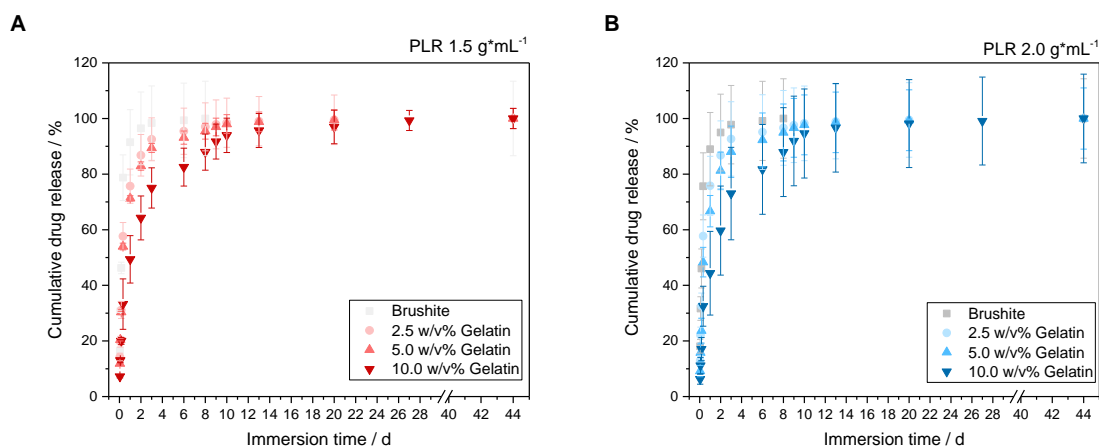 A
PLR 1.5 g*mL-1
120
100
80
60
40
20
0
Cumulative drug release / %
Brushite
2.5 w/v% Gelatin
5.0 w/v% Gelatin
10.0 w/v% Gelatin
0 2 4 6 8 10 12 14 16 18 20 22 24 26 28 40 42 44
Immersion time / d
B
PLR 2.0 g*mL-1
120
100
80
60
40
20
0
Cumulative drug release / %
Brushite
2.5 w/v% Gelatin
5.0 w/v% Gelatin
10.0 w/v% Gelatin
0 2 4 6 8 10 12 14 16 18 20 22 24 26 28 40 42 44
Immersion time / d